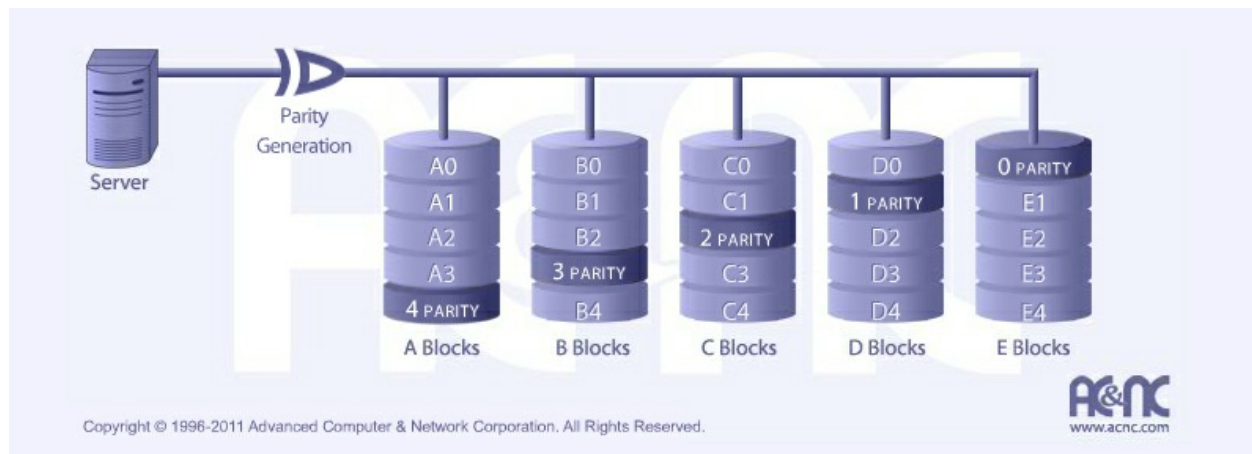 Parity
Generation
Server
A0 B0 C0 D0 0 PARITY
A1 B1 C1 1 PARITY E1
A2 B2 2 PARITY D2 E2
A3 3 PARITY C3 D3 E3
4 PARITY B4 C4 D4 E4
A Blocks B Blocks C Blocks D Blocks E Blocks
AC&NC
www.acnc.com
Copyright © 1996-2011 Advanced Computer & Network Corporation. All Rights Reserved.